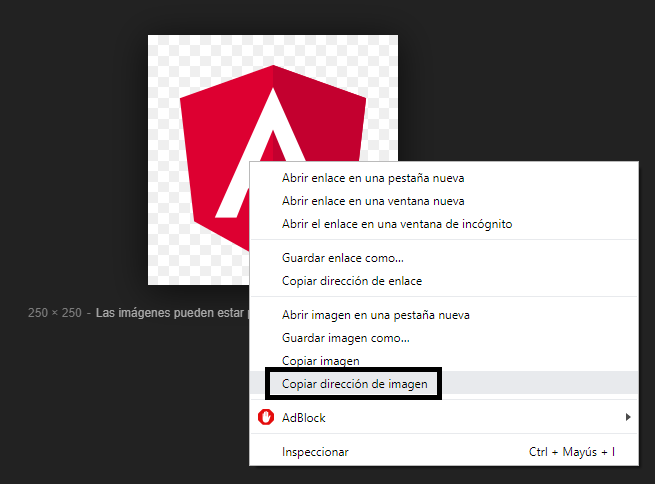 Abrir enlace en una pestaña nueva
Abrir enlace en una ventana nueva
Abrir el enlace en una ventana de incógnito
Guardar enlace como...
Copiar dirección de enlace
250 × 250 - Las imágenes pueden estar
Abrir imagen en una pestaña nueva
Guardar imagen como...
Copiar imagen
Copiar dirección de imagen
AdBlock
Inspeccionar Ctrl + Mayús + I